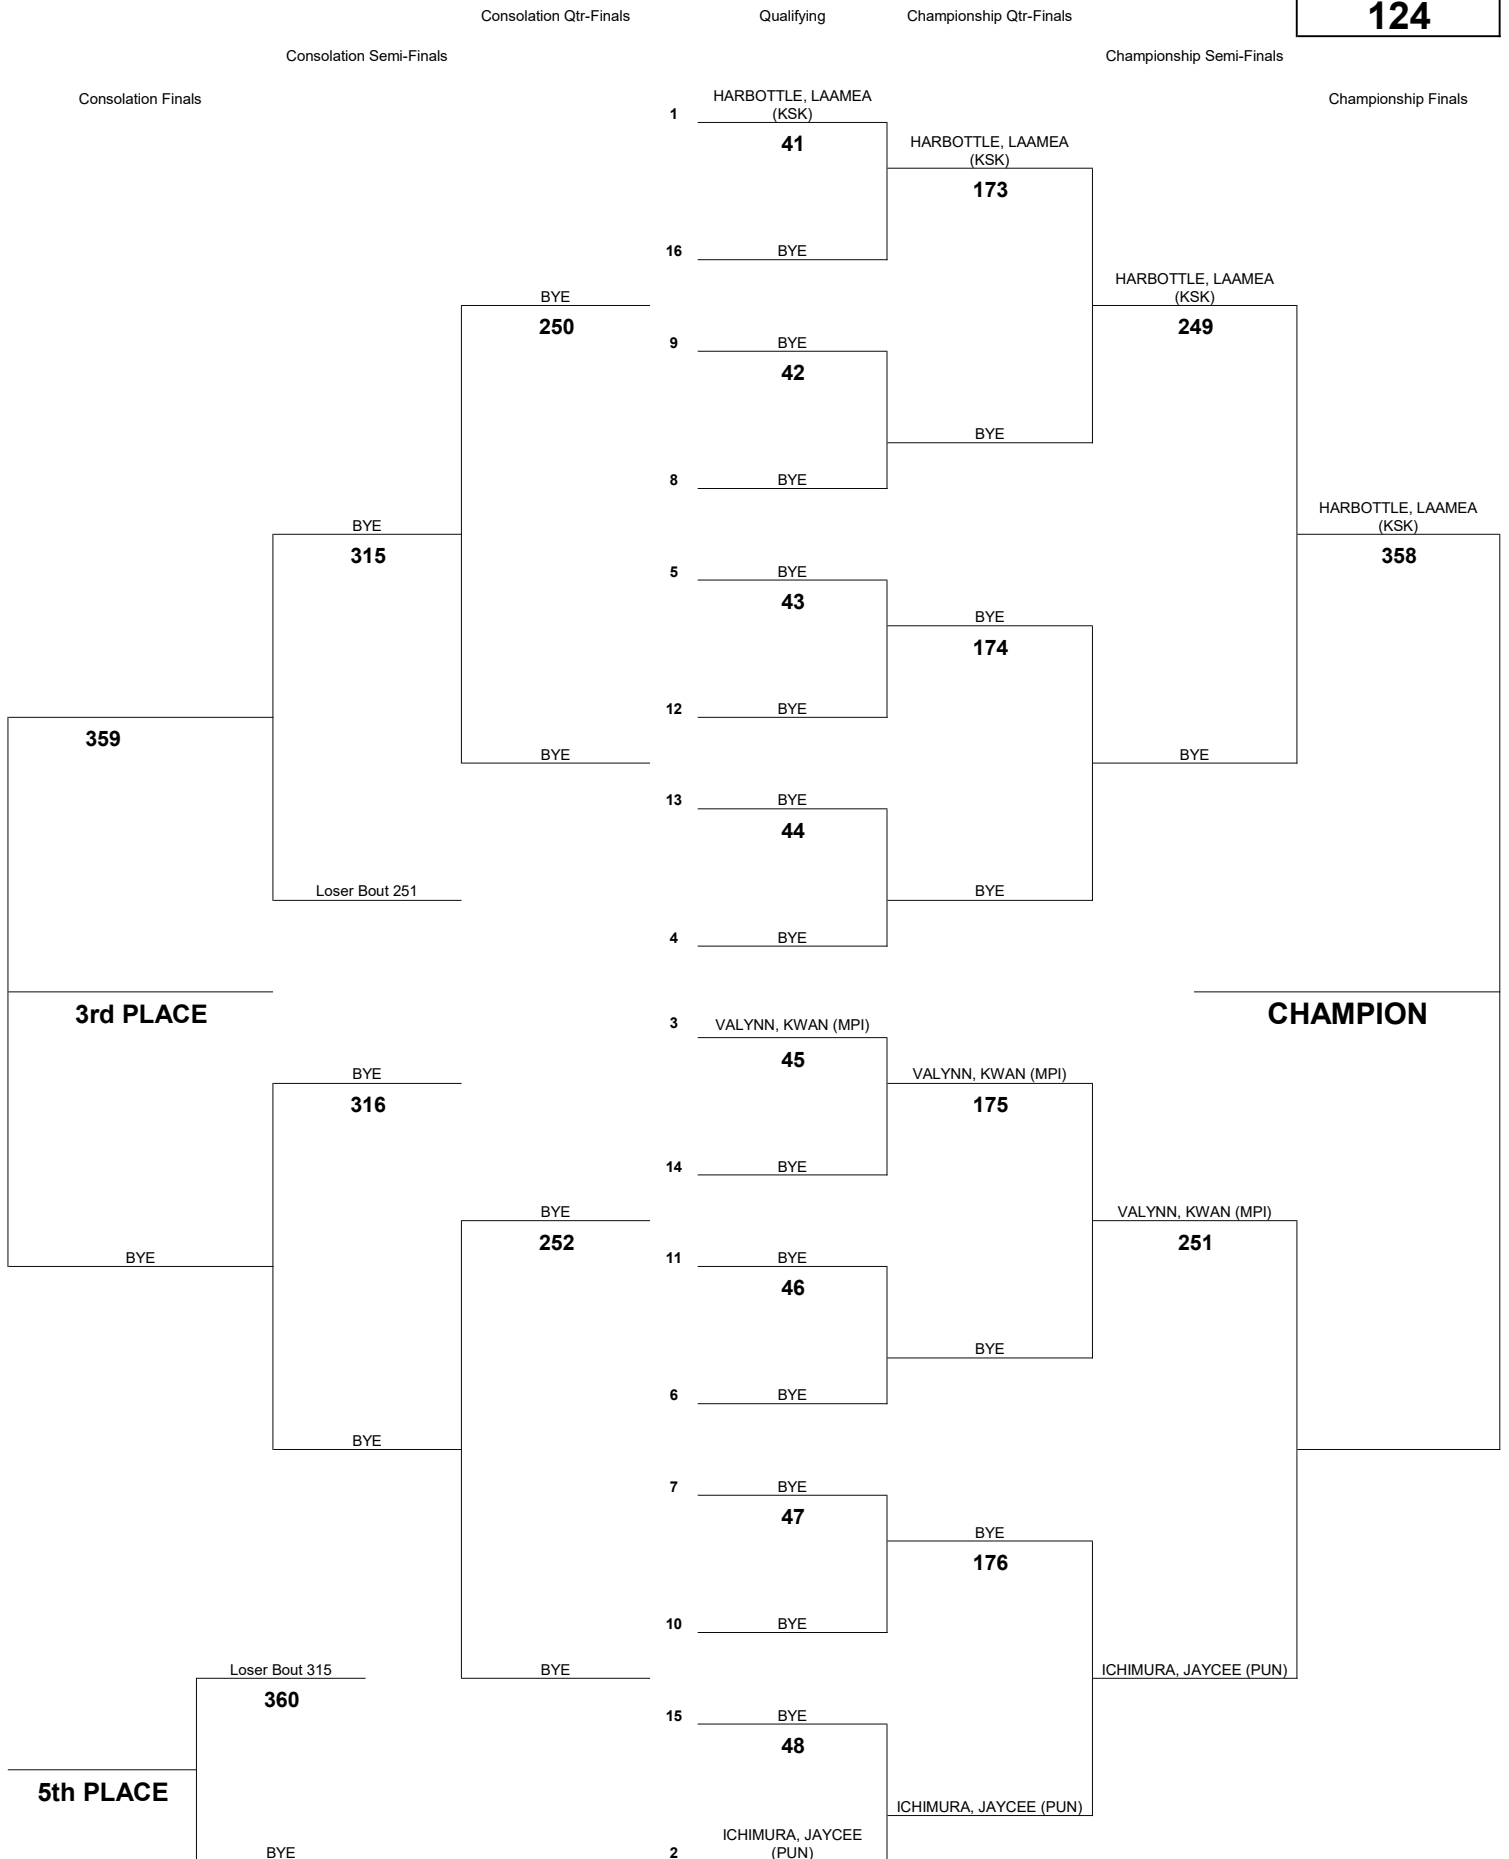 124
Consolation Qtr-Finals
Qualifying
Championship Qtr-Finals
Consolation Semi-Finals
Championship Semi-Finals
Consolation Finals
Championship Finals
1
HARBOTTLE, LAAMEA
(KSK)
41
HARBOTTLE, LAAMEA
(KSK)
173
16
BYE
HARBOTTLE, LAAMEA
(KSK)
249
BYE
250
9
BYE
42
BYE
8
BYE
HARBOTTLE, LAAMEA
(KSK)
358
BYE
315
5
BYE
43
BYE
174
12
BYE
359
BYE
BYE
13
BYE
44
Loser Bout 251
BYE
4
BYE
3rd PLACE
CHAMPION
3
VALYNN, KWAN (MPI)
45
BYE
316
VALYNN, KWAN (MPI)
175
14
BYE
BYE
252
VALYNN, KWAN (MPI)
251
BYE
11
BYE
46
BYE
6
BYE
BYE
7
BYE
47
BYE
176
10
BYE
Loser Bout 315
360
BYE
ICHIMURA, JAYCEE (PUN)
15
BYE
48
5th PLACE
ICHIMURA, JAYCEE (PUN)
BYE
2
ICHIMURA, JAYCEE
(PUN)